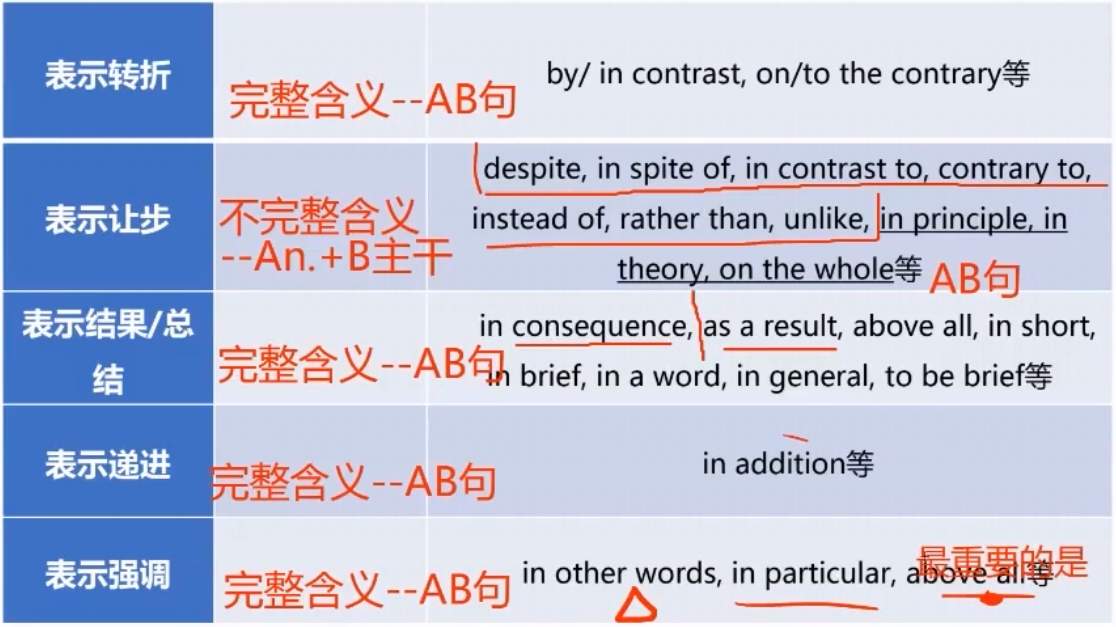 表示转折
完整含义--AB句
by/ in contrast, on/to the contrary等
表示让步
不完整含义
--An.+B主干
despite, in spite of, in contrast to, contrary to,
instead of, rather than, unlike, in principle, in
theory, on the whole等
AB句
表示结果/总
结
完整含义--AB句
in consequence, as a result, above all, in short,
in brief, in a word, in general, to be brief等
表示递进
完整含义--AB句
in addition等
表示强调
完整含义--AB句
in other words, in particular, above all等
最重要的是